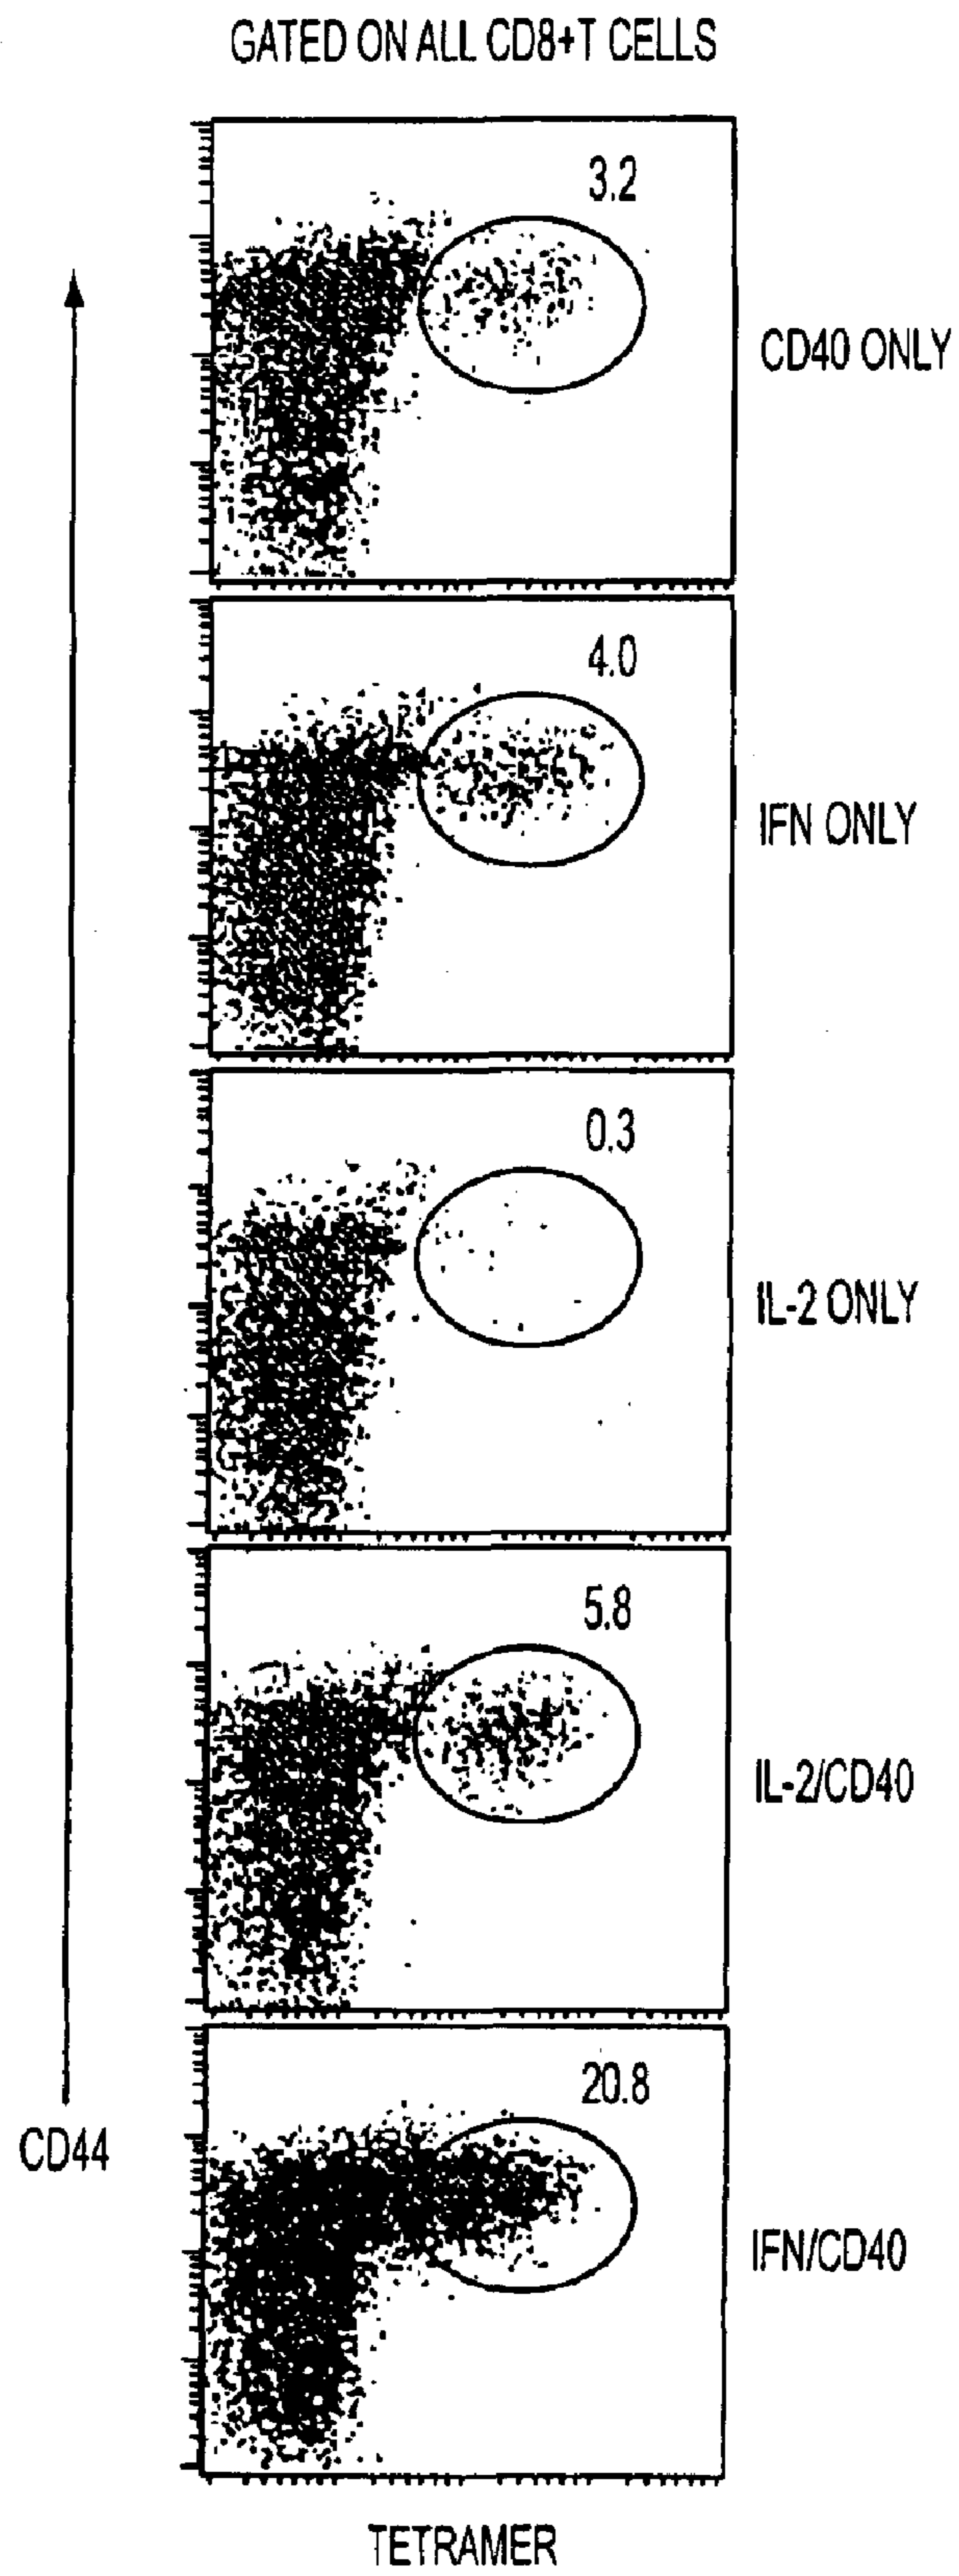 GATED ON ALL CD8+T CELLS
3.2
CD40 ONLY
4.0
IFN ONLY
0.3
IL-2 ONLY
5.8
IL-2/CD40
20.8
CD44
IFN/CD40
TETRAMER